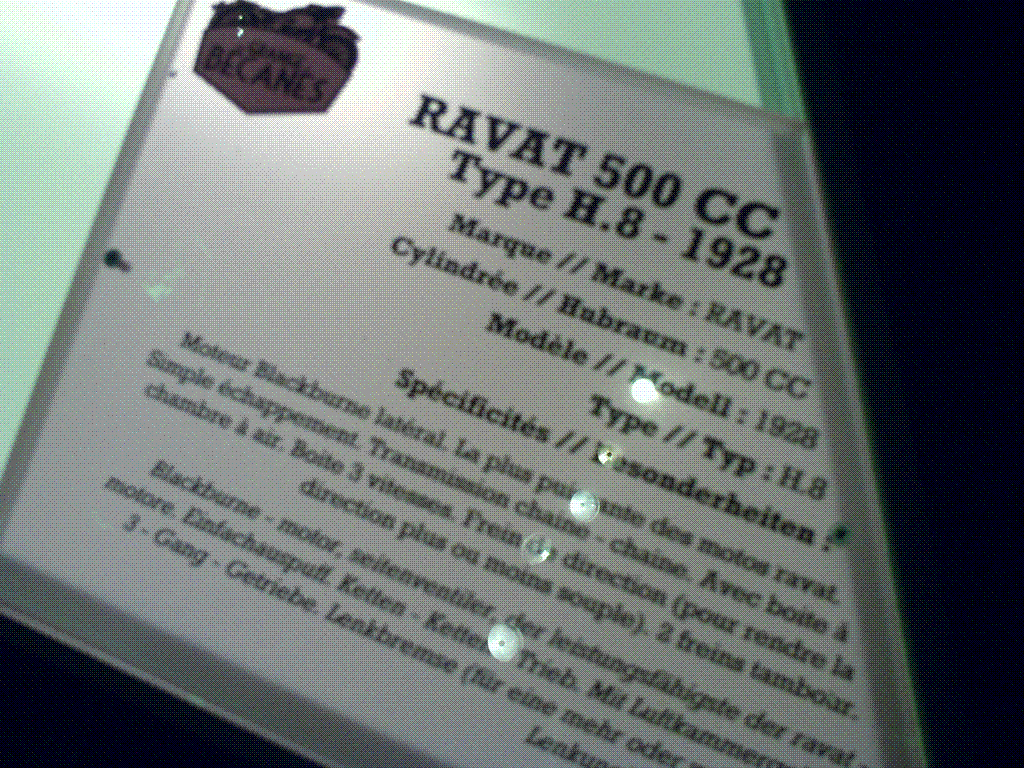 BECANES
RAVAT 500 CC
Type H.8 - 1928
Marque // Marke : RAVAT
Cylindrée // Hubraum : 500 CC
Modèle // Modell : 1928
Type // Typ : H.8
Spécificités // Besonderheiten :
Moteur Blackburne latéral. La plus puissante des motos ravat.
Simple échappement. Transmission chaine - chaine. Avec boite à
chambre à air. Boite 3 vitesses. Frein de direction (pour rendre la
direction plus ou moins souple). 2 freins tambour.
Blackburne - motor, seitenventiler, der leistungsfähigste der ravat
motore. Einfachauspuff. Ketten - Ketten Trieb. Mit
3 - Gang - Getriebe. Lenkbremse (für eine mehr oder